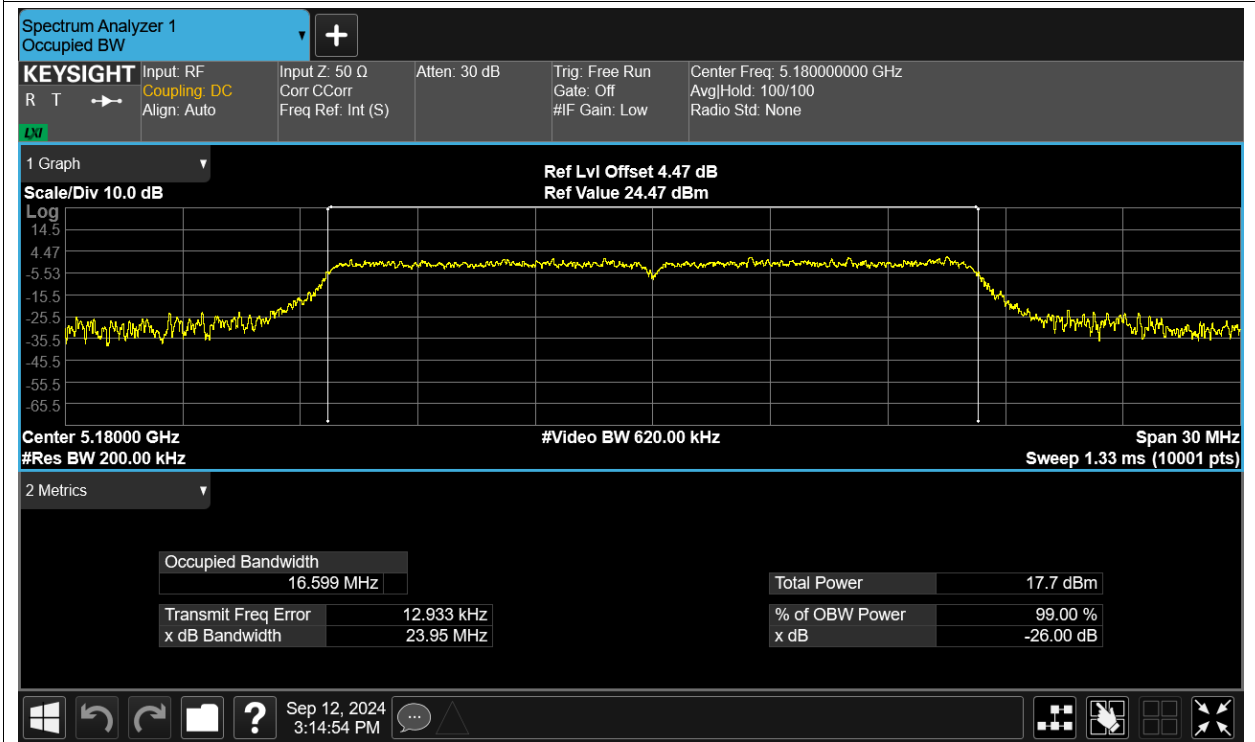 Spectrum Analyzer 1
Occupied BW
KEYSIGHT
R T
LXI
Input: RF
Coupling: DC
Align: Auto
Input Z: 50 Ω
Corr CCorr
Freq Ref: Int (S)
Atten: 30 dB
Trig: Free Run
Gate: Off
#IF Gain: Low
Center Freq: 5.180000000 GHz
Avg|Hold: 100/100
Radio Std: None
1 Graph
Scale/Div 10.0 dB
Ref Lvl Offset 4.47 dB
Ref Value 24.47 dBm
Log
14.5
4.47
-5.53
-15.5
-25.5
-35.5
-45.5
-55.5
-65.5
Center 5.18000 GHz
#Res BW 200.00 kHz
#Video BW 620.00 kHz
Span 30 MHz
Sweep 1.33 ms (10001 pts)
2 Metrics
Occupied Bandwidth
16.599 MHz
Transmit Freq Error 12.933 kHz
x dB Bandwidth 23.95 MHz
Total Power 17.7 dBm
% of OBW Power 99.00 %
x dB -26.00 dB
?
Sep 12, 2024
3:14:54 PM